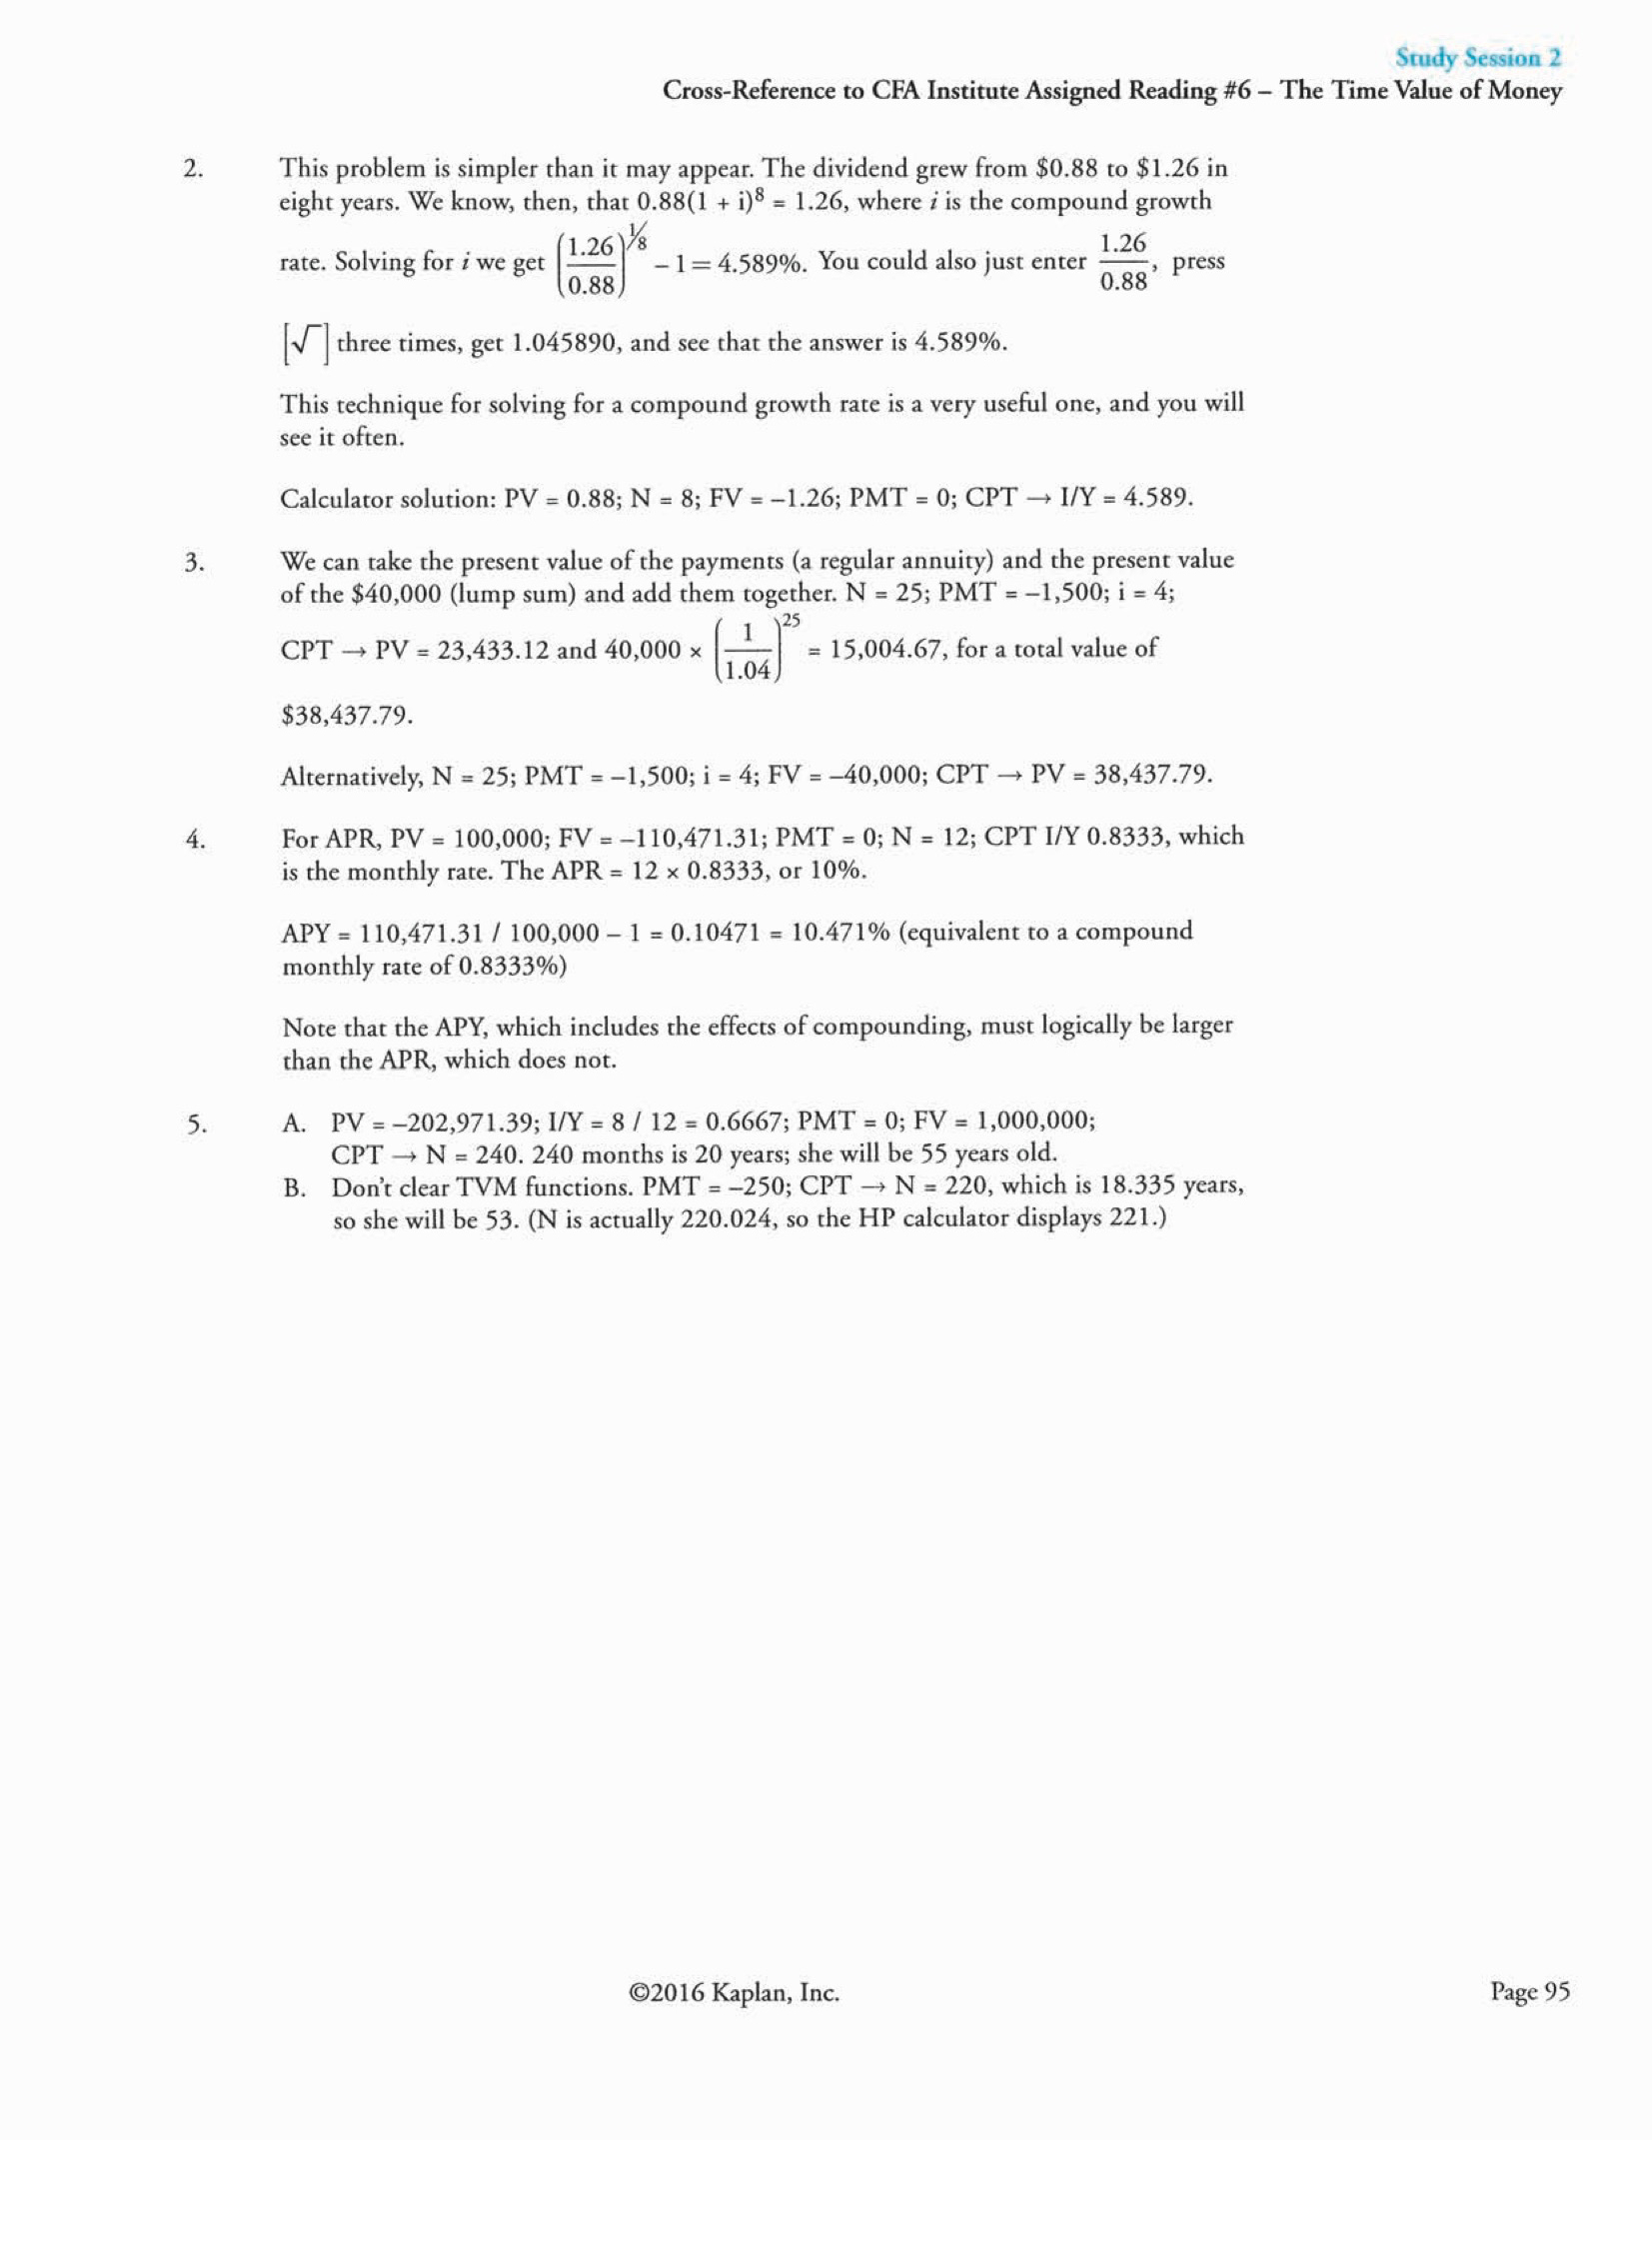 Study Session 2
Cross-Reference to CFA Institute Assigned Reading #6 – The Time Value of Money
2. This problem is simpler than it may appear. The dividend grew from $0.88 to $1.26 in
eight years. We know, then, that 0.88(1 + i)⁸ = 1.26, where i is the compound growth
rate. Solving for i we get (1.26/0.88)^⅛ – 1 = 4.589%. You could also just enter 1.26/0.88, press
[√] three times, get 1.045890, and see that the answer is 4.589%.
This technique for solving for a compound growth rate is a very useful one, and you will
see it often.
Calculator solution: PV = 0.88; N = 8; FV = –1.26; PMT = 0; CPT → I/Y = 4.589.
3. We can take the present value of the payments (a regular annuity) and the present value
of the $40,000 (lump sum) and add them together. N = 25; PMT = –1,500; i = 4;
CPT → PV = 23,433.12 and 40,000 × (1/1.04)^25 = 15,004.67, for a total value of
$38,437.79.
Alternatively, N = 25; PMT = –1,500; i = 4; FV = –40,000; CPT → PV = 38,437.79.
4. For APR, PV = 100,000; FV = –110,471.31; PMT = 0; N = 12; CPT I/Y 0.8333, which
is the monthly rate. The APR = 12 × 0.8333, or 10%.
APY = 110,471.31 / 100,000 – 1 = 0.10471 = 10.471% (equivalent to a compound
monthly rate of 0.8333%)
Note that the APY, which includes the effects of compounding, must logically be larger
than the APR, which does not.
5. A. PV = –202,971.39; I/Y = 8 / 12 = 0.6667; PMT = 0; FV = 1,000,000;
CPT → N = 240. 240 months is 20 years; she will be 55 years old.
B. Don't clear TVM functions. PMT = –250; CPT → N = 220, which is 18.335 years,
so she will be 53. (N is actually 220.024, so the HP calculator displays 221.)
©2016 Kaplan, Inc.
Page 95